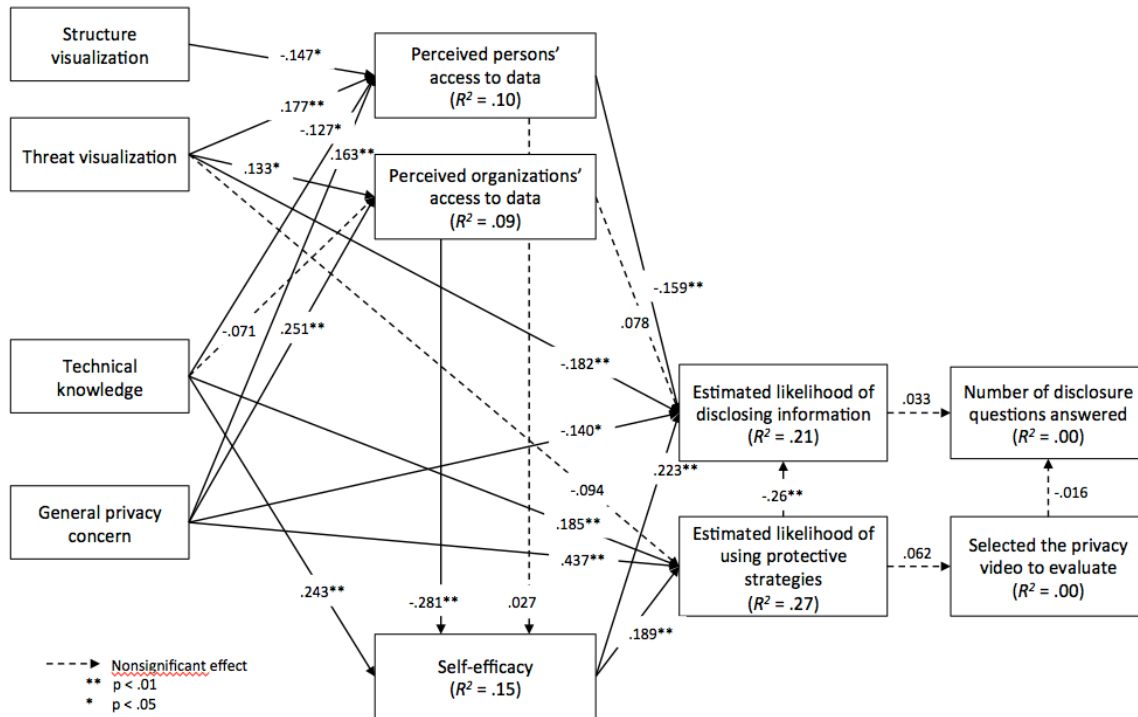 Structure
visualization
Threat visualization
Technical
knowledge
General privacy
concern
Perceived persons'
access to data
(R² = .10)
Perceived organizations'
access to data
(R² = .09)
Self-efficacy
(R² = .15)
Estimated likelihood of
disclosing information
(R² = .21)
Estimated likelihood of
using protective
strategies
(R² = .27)
Number of disclosure
questions answered
(R² = .00)
Selected the privacy
video to evaluate
(R² = .00)
-.147*
.177**
-.127*
.163**
.133*
-.071
.251**
-.159**
.078
-.182**
-.140*
-.094
.223**
.185**
.437**
.243**
-.281**
.027
.189**
-.26**
.033
.062
-.016
Nonsignificant effect
** p < .01
* p < .05